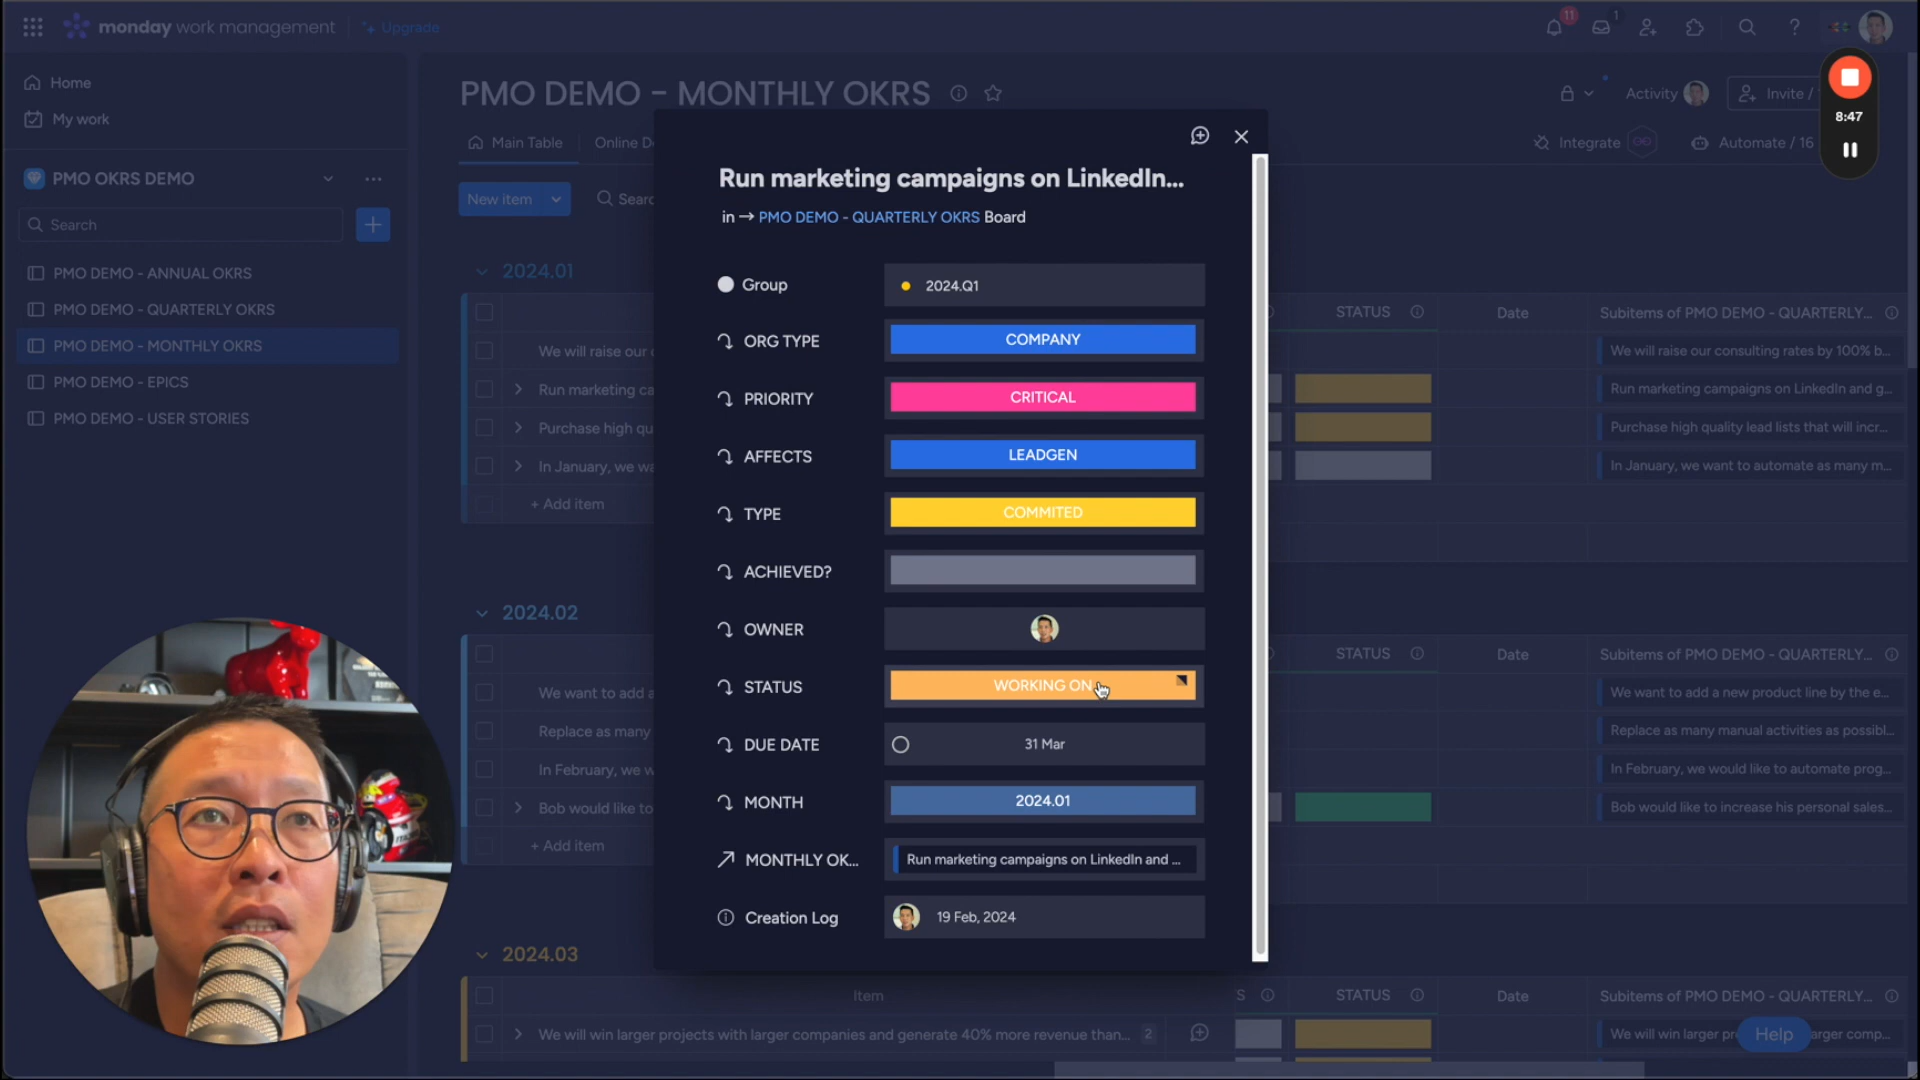 monday work management
Upgrade
11
1
Home
My work
PMO OKRS DEMO
Search
PMO DEMO - ANNUAL OKRS
PMO DEMO - QUARTERLY OKRS
PMO DEMO - MONTHLY OKRS
PMO DEMO - EPICS
PMO DEMO - USER STORIES
PMO DEMO - MONTHLY OKRS
Activity
Invite /
8:47
Main Table
Online D
Integrate
Automate / 16
New item
Sear
2024.01
STATUS
Date
Subitems of PMO DEMO - QUARTERLY...
We will raise our
We will raise our consulting rates by 100% b...
Run marketing ca
Run marketing campaigns on LinkedIn and g...
Purchase high qu
Purchase high quality lead lists that will incr...
In January, we wa
In January, we want to automate as many m...
+ Add item
2024.02
STATUS
Date
Subitems of PMO DEMO - QUARTERLY...
We want to add a
We want to add a new product line by the e...
Replace as many
Replace as many manual activities as possibl...
In February, we w
In February, we would like to automate prog...
Bob would like to
Bob would like to increase his personal sales...
+ Add item
2024.03
Item
S
STATUS
Date
Subitems of PMO DEMO - QUARTERLY...
We will win larger projects with larger companies and generate 40% more revenue than...
2
We will win larger pr
arger comp...
Help
Run marketing campaigns on LinkedIn...
in → PMO DEMO - QUARTERLY OKRS Board
Group
2024.Q1
ORG TYPE
COMPANY
PRIORITY
CRITICAL
AFFECTS
LEADGEN
TYPE
COMMITED
ACHIEVED?
OWNER
STATUS
WORKING ON
DUE DATE
31 Mar
MONTH
2024.01
MONTHLY OK...
Run marketing campaigns on LinkedIn and ...
Creation Log
19 Feb, 2024